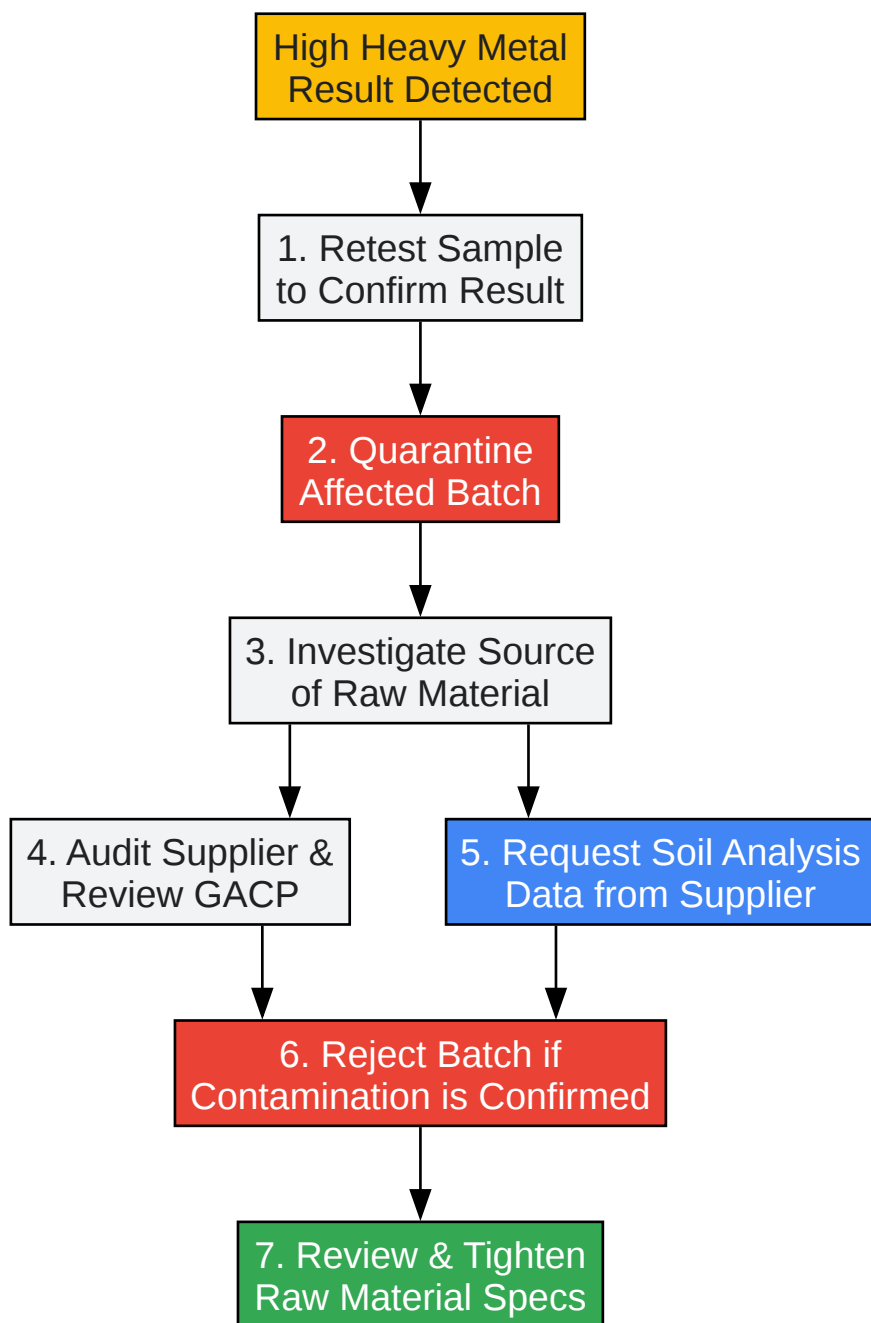 High Heavy Metal
Result Detected
1. Retest Sample
to Confirm Result
2. Quarantine
Affected Batch
3. Investigate Source
of Raw Material
4. Audit Supplier &
Review GACP
5. Request Soil Analysis
Data from Supplier
6. Reject Batch if
Contamination is Confirmed
7. Review & Tighten
Raw Material Specs